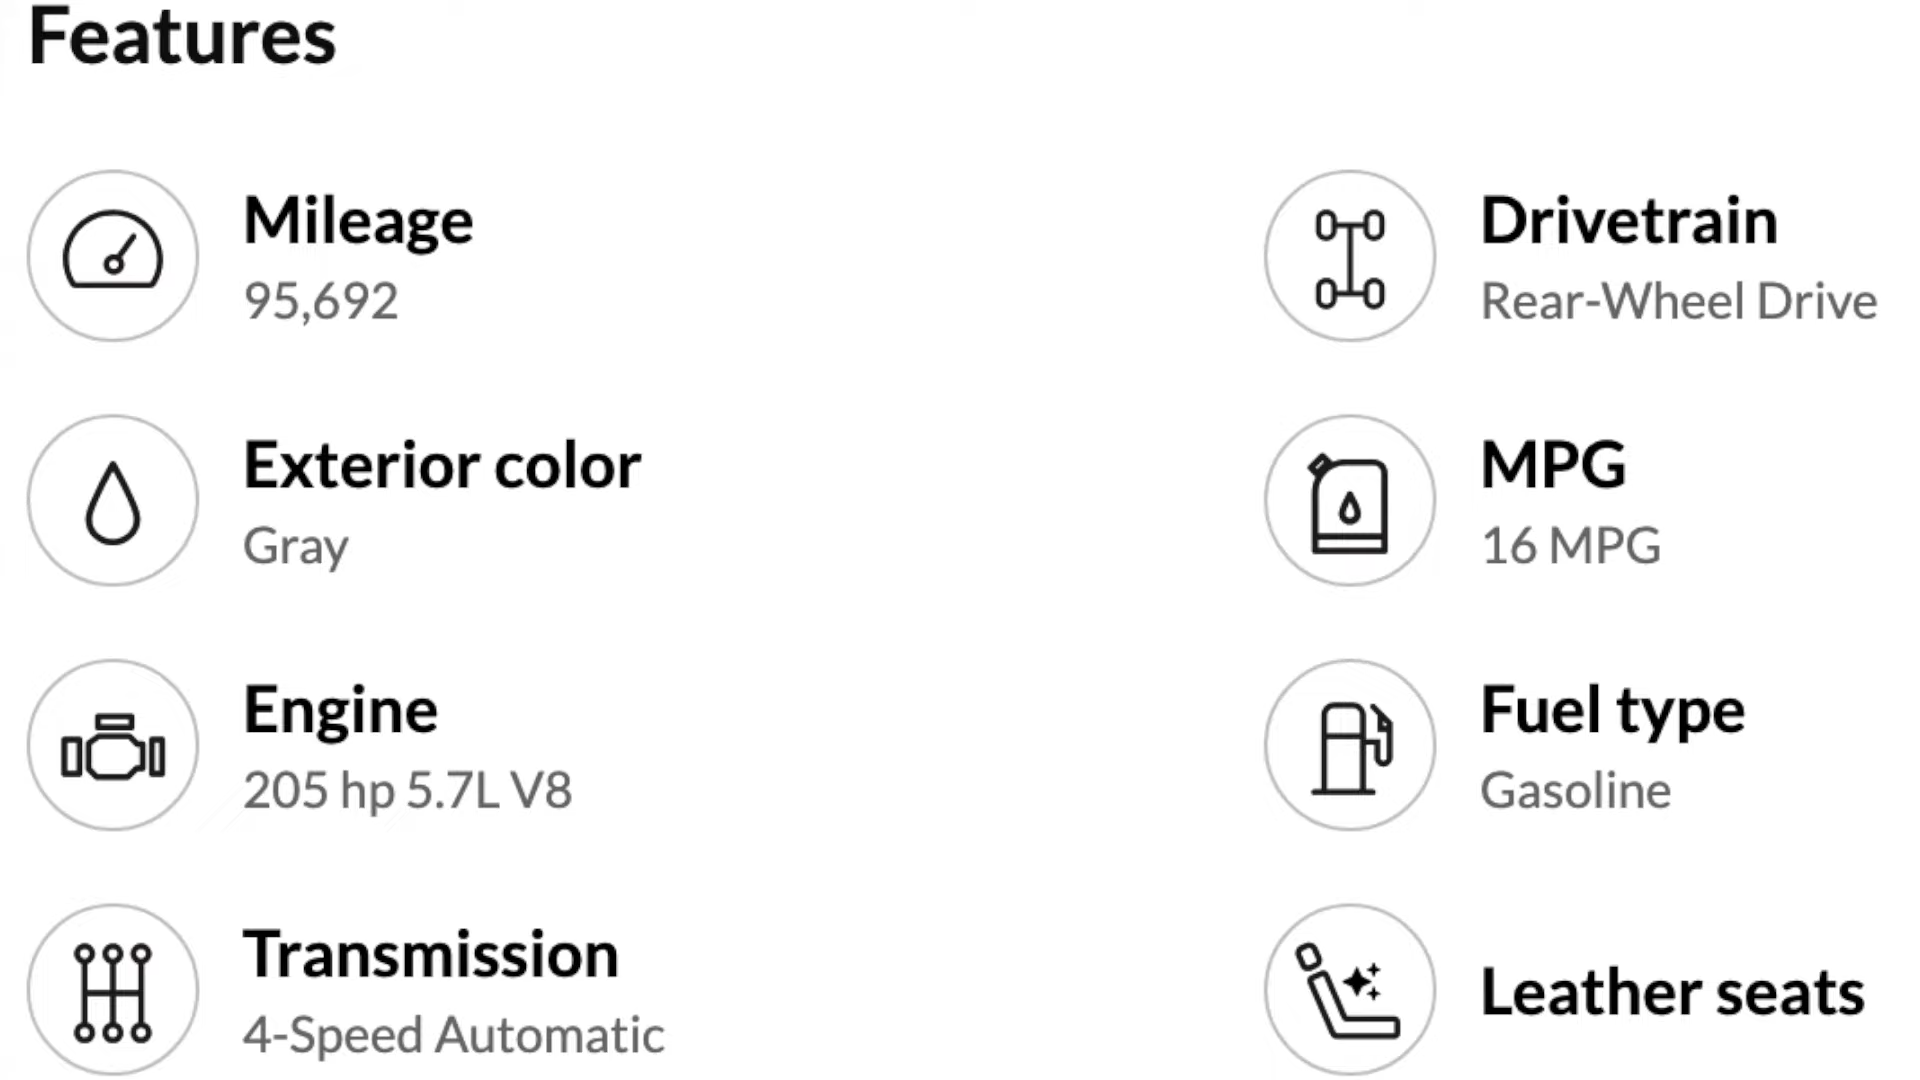 Features
Mileage
95,692
Drivetrain
Rear-Wheel Drive
Exterior color
Gray
MPG
16 MPG
Engine
205 hp 5.7L V8
Fuel type
Gasoline
Transmission
4-Speed Automatic
Leather seats